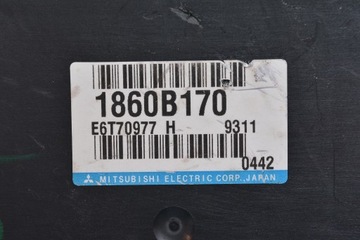 1860B170
E6T70977 H 9311
0442
MITSUBISHI ELECTRIC CORP., JAPAN